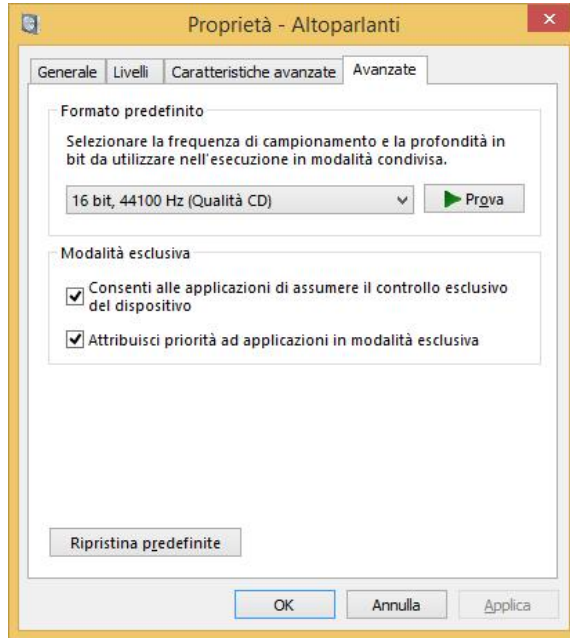 Proprietà - Altoparlanti
Generale Livelli Caratteristiche avanzate Avanzate
Formato predefinito
Selezionare la frequenza di campionamento e la profondità in
bit da utilizzare nell'esecuzione in modalità condivisa.
16 bit, 44100 Hz (Qualità CD) Prova
Modalità esclusiva
Consenti alle applicazioni di assumere il controllo esclusivo
del dispositivo
Attribuisci priorità ad applicazioni in modalità esclusiva
Ripristina predefinite
OK Annulla Applica